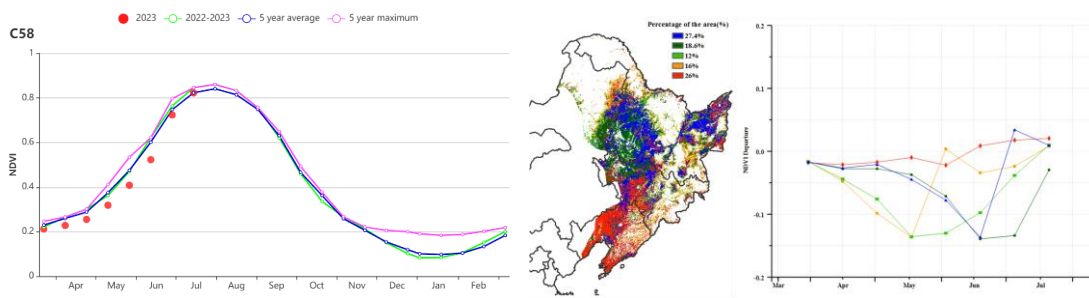 2023
2022-2023
5 year average
5 year maximum
C58
1
0.8
0.6
0.4
0.2
0
NDVI
Apr
May
Jun
Jul
Aug
Sep
Oct
Nov
Dec
Jan
Feb
Percentage of the area(%)
27.4%
18.6%
12%
16%
26%
0.2
0.1
0.0
-0.1
-0.2
NDVI Departure
Mar
Apr
May
Jun
Jul